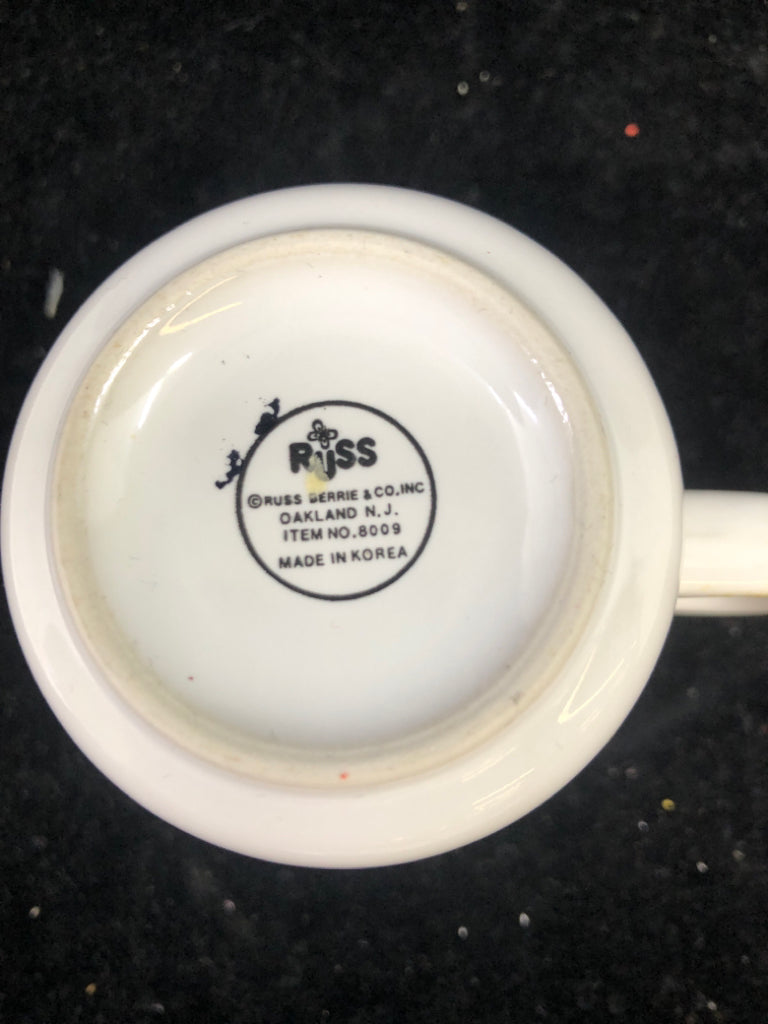 RUSS
©RUSS BERRIE & CO.INC
OAKLAND N.J.
ITEM NO.8009
MADE IN KOREA